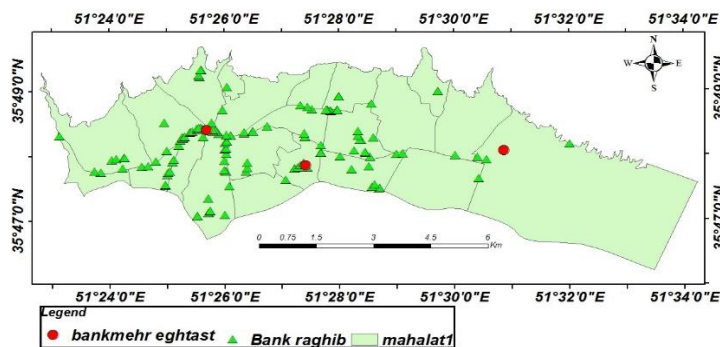 51°24'0"E 51°26'0"E 51°28'0"E 51°30'0"E 51°32'0"E 51°34'0"E
N
W E
S
35°49'0"N 35°49'0"N
35°47'0"N 35°47'0"N
0 0.75 1.5 3 4.5 6
Km
51°24'0"E 51°26'0"E 51°28'0"E 51°30'0"E 51°32'0"E 51°34'0"E
Legend
bankmehr eghtast Bank raghib mahalat1